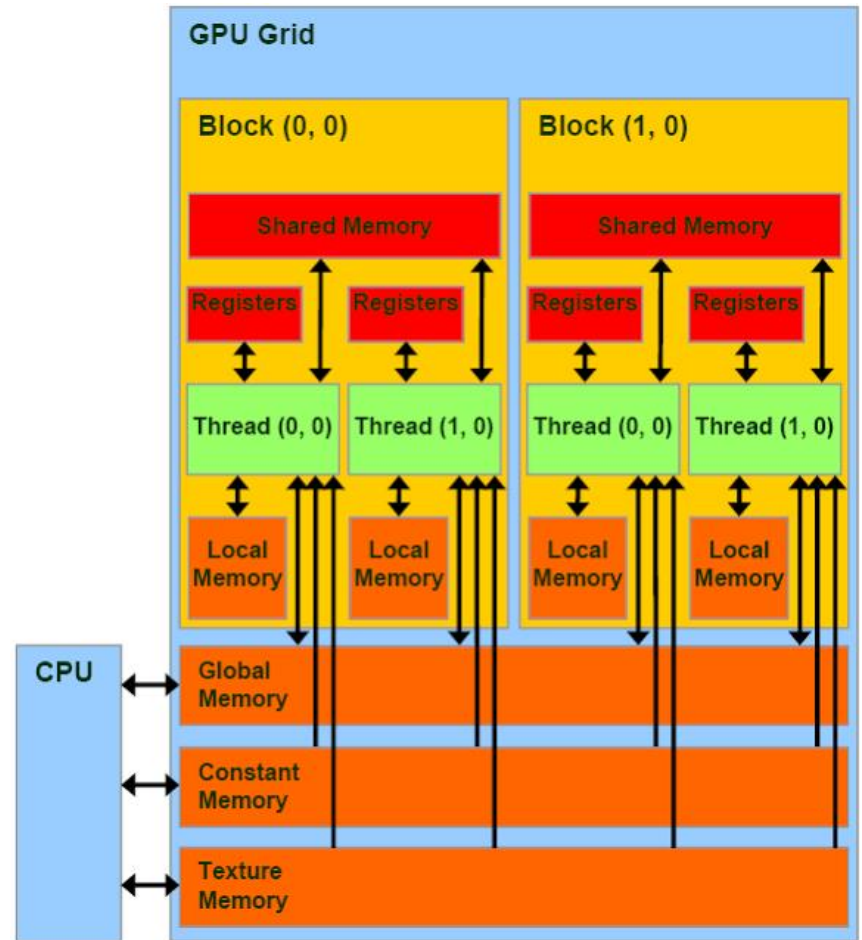 GPU Grid
Block (0, 0)
Block (1, 0)
Shared Memory
Shared Memory
Registers
Registers
Registers
Registers
Thread (0, 0)
Thread (1, 0)
Thread (0, 0)
Thread (1, 0)
Local
Memory
Local
Memory
Local
Memory
Local
Memory
CPU
Global
Memory
Constant
Memory
Texture
Memory